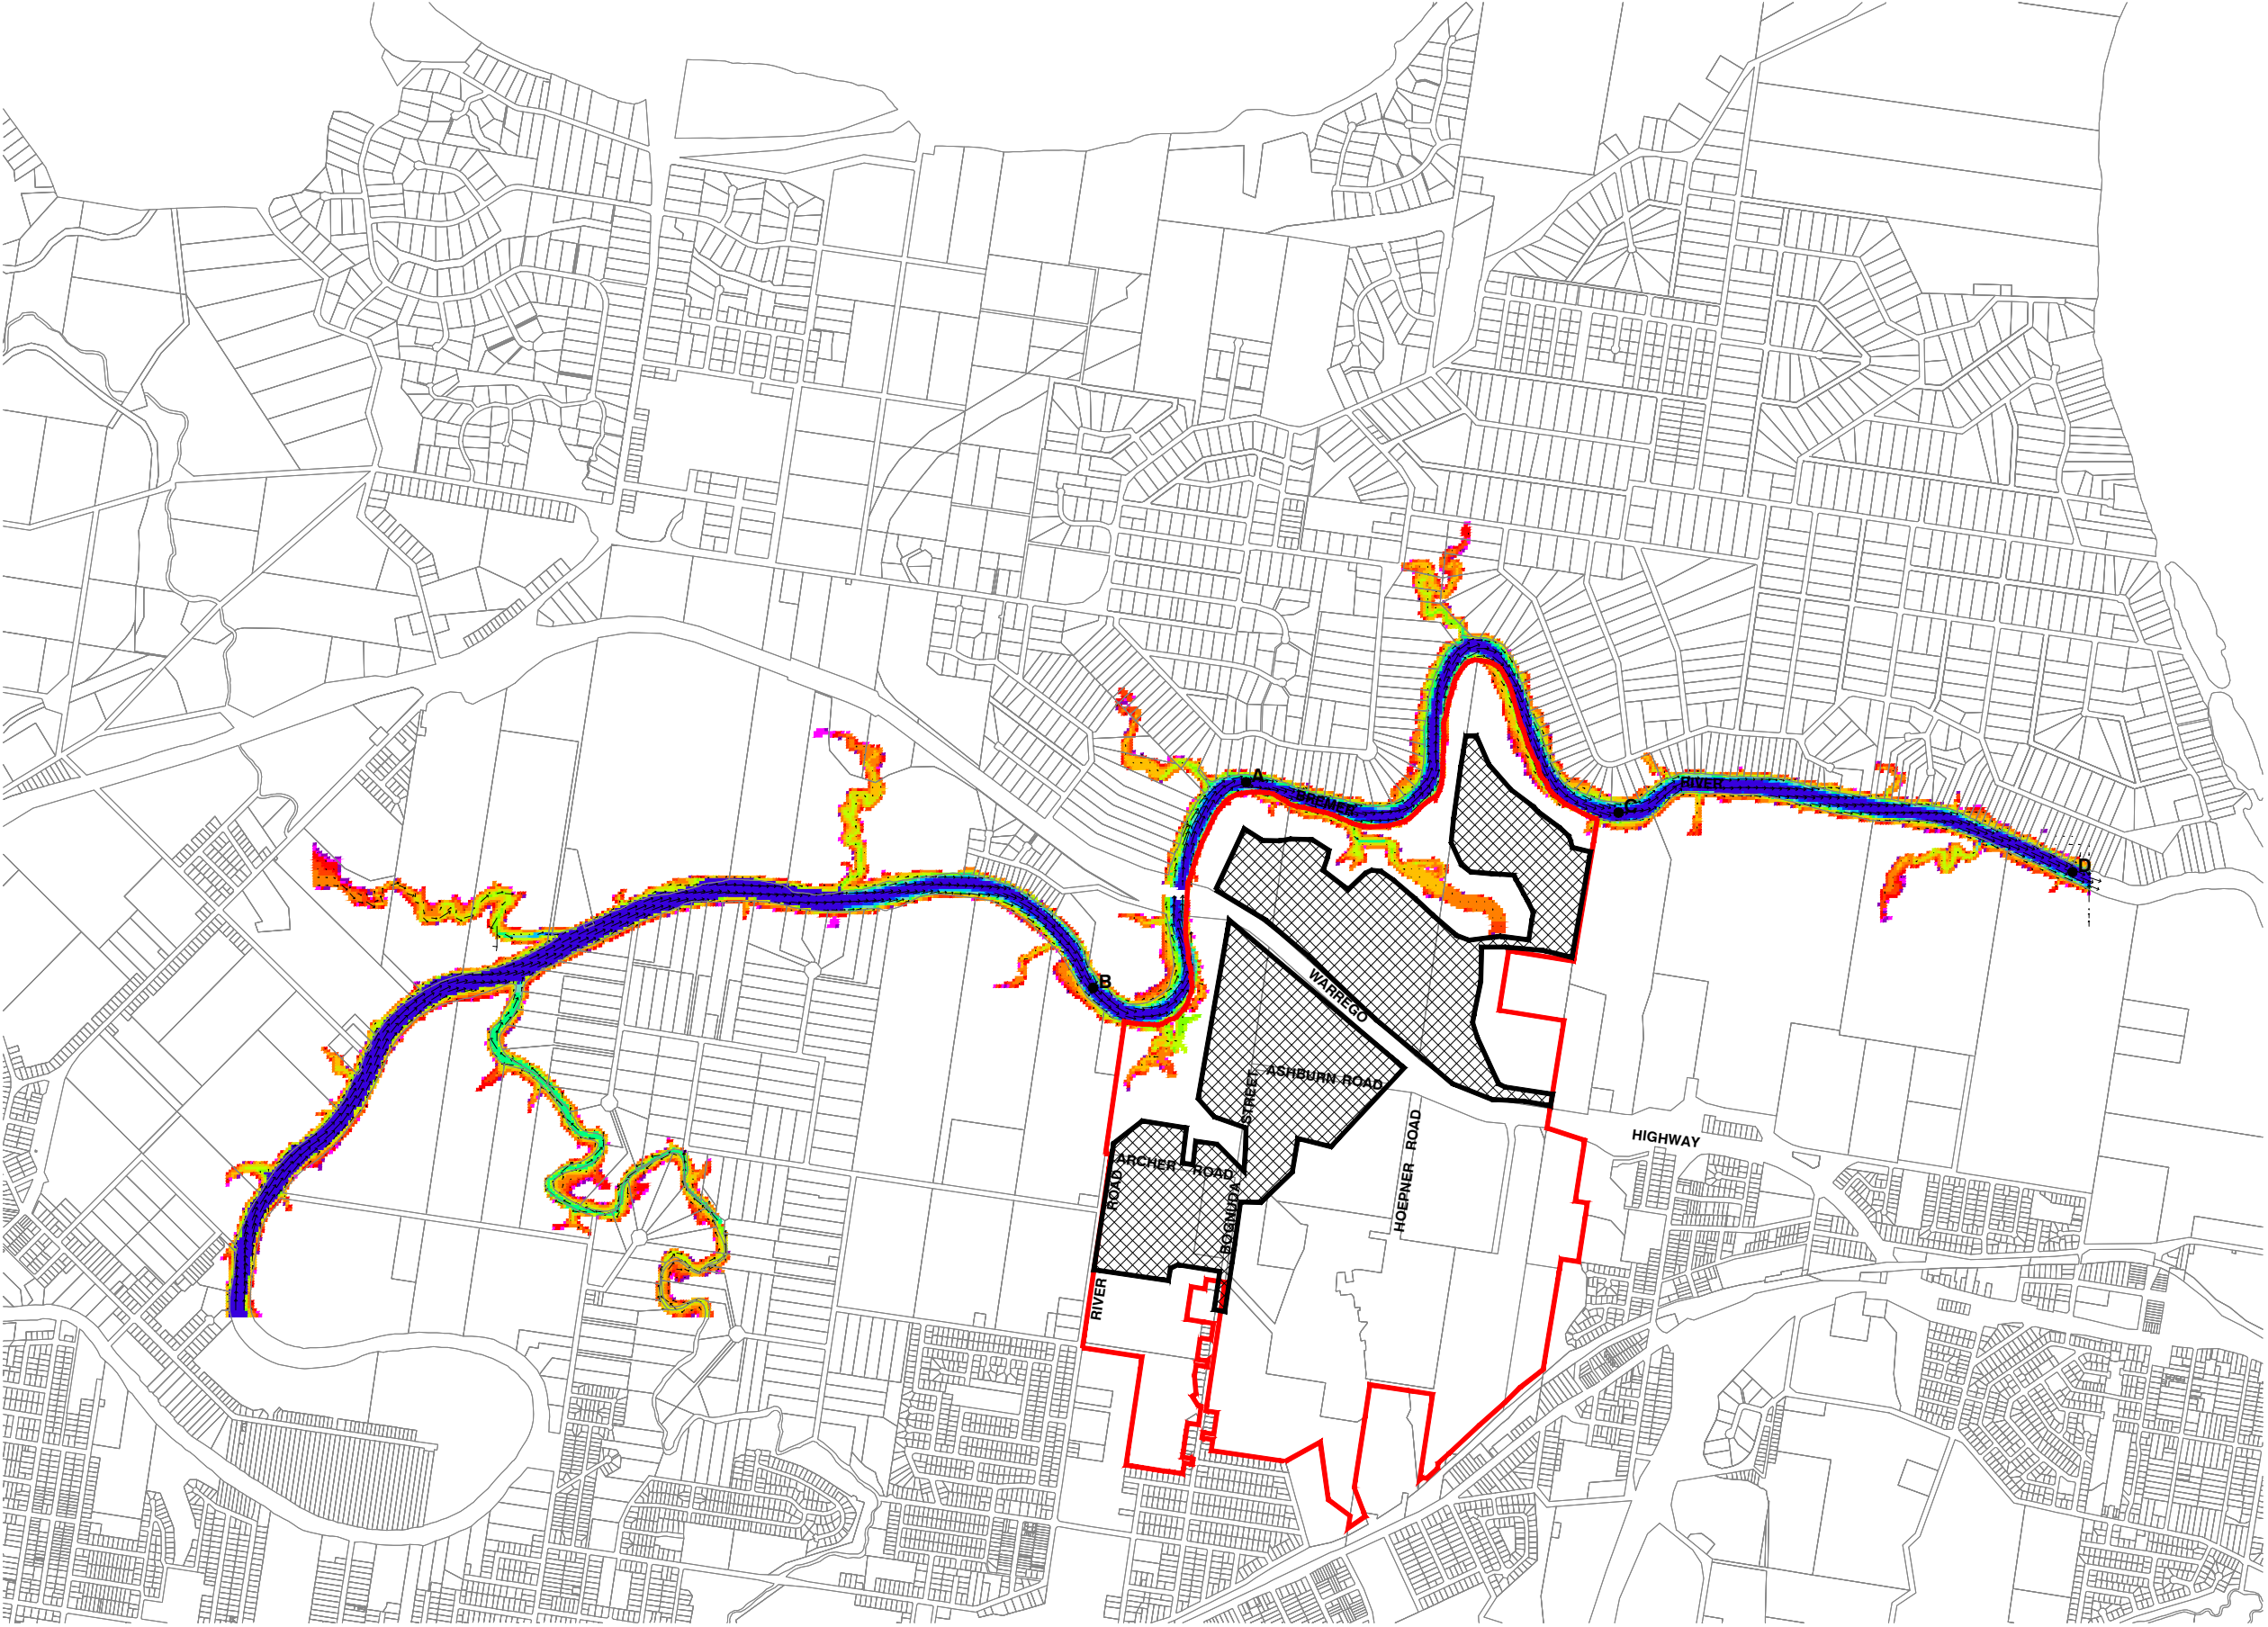 A
BREMER
RIVER
C
D
B
WARREGO
ASHBURN ROAD
STREET
HIGHWAY
ARCHER ROAD
ROAD
HOEPNER ROAD
BOGNUDA
RIVER